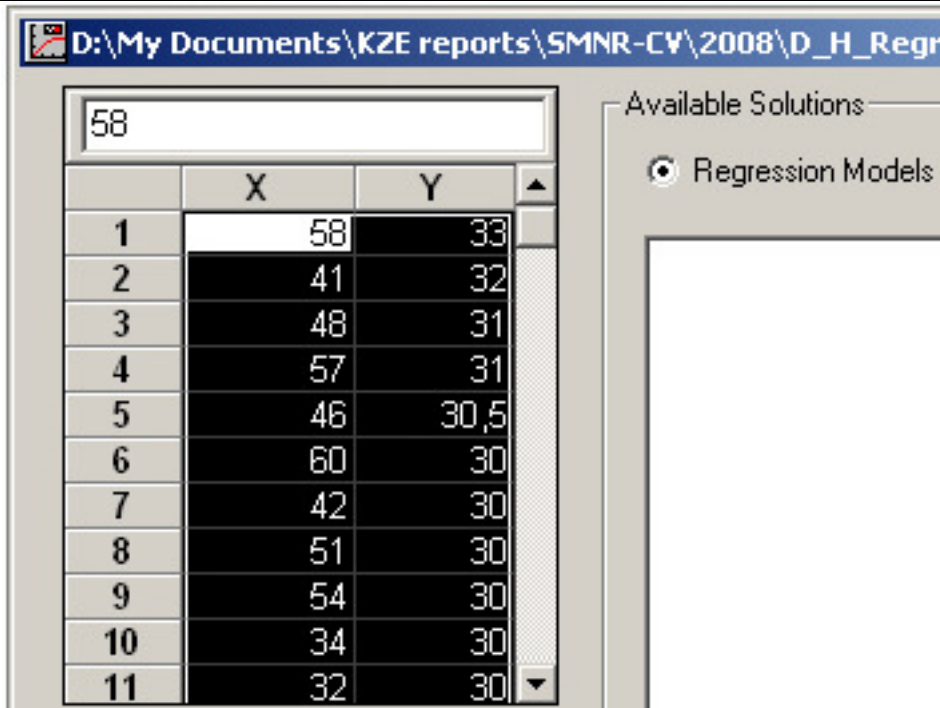 D:\My Documents\KZE reports\SMNR-CV\2008\D_H_Regr
58
Available Solutions
Regression Models
X Y
1 58 33
2 41 32
3 48 31
4 57 31
5 46 30,5
6 60 30
7 42 30
8 51 30
9 54 30
10 34 30
11 32 30